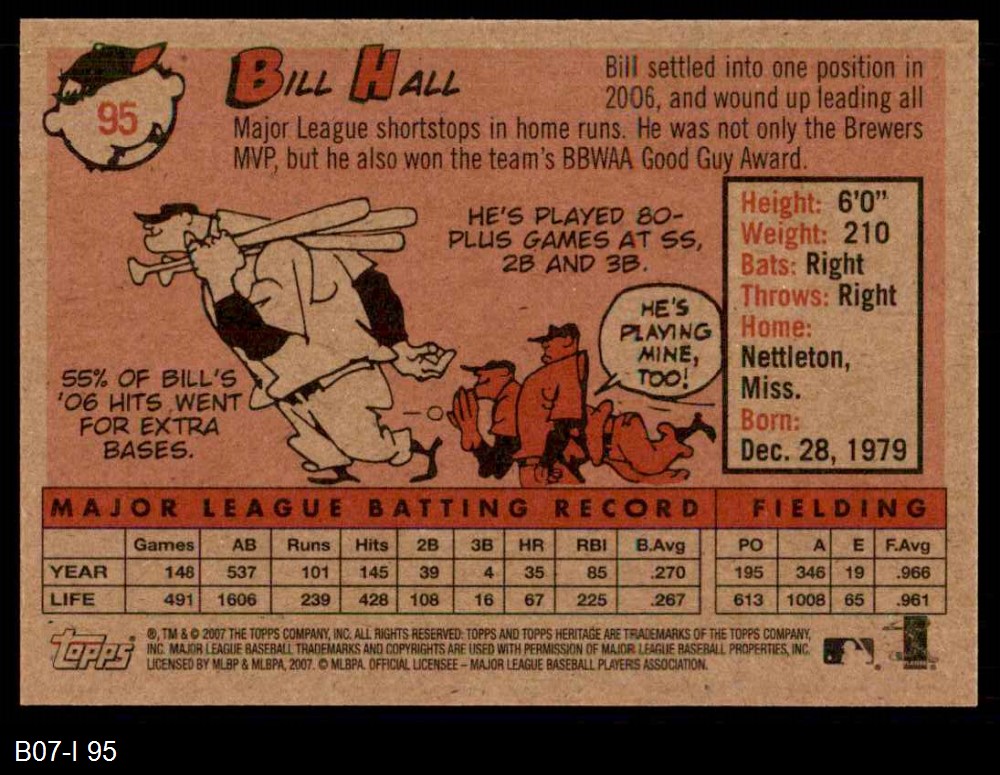 95
BILL HALL
Bill settled into one position in
2006, and wound up leading all
Major League shortstops in home runs. He was not only the Brewers
MVP, but he also won the team's BBWAA Good Guy Award.
HE'S PLAYED 80-
PLUS GAMES AT SS,
2B AND 3B.
HE'S
PLAYING
MINE,
TOO!
55% OF BILL'S
'06 HITS WENT
FOR EXTRA
BASES.
Height: 6'0"
Weight: 210
Bats: Right
Throws: Right
Home:
Nettleton,
Miss.
Born:
Dec. 28, 1979
MAJOR LEAGUE BATTING RECORD FIELDING
Games AB Runs Hits 2B 3B HR RBI B.Avg PO A E F.Avg
YEAR 148 537 101 145 39 4 35 85 .270 195 346 19 .966
LIFE 491 1606 239 428 108 16 67 225 .267 613 1008 65 .961
topps
®, TM & © 2007 THE TOPPS COMPANY, INC. ALL RIGHTS RESERVED. TOPPS AND TOPPS HERITAGE ARE TRADEMARKS OF THE TOPPS COMPANY,
INC. MAJOR LEAGUE BASEBALL TRADEMARKS AND COPYRIGHTS ARE USED WITH PERMISSION OF MAJOR LEAGUE BASEBALL PROPERTIES, INC.
LICENSED BY MLBP & MLBPA, 2007. © MLBPA. OFFICIAL LICENSEE – MAJOR LEAGUE BASEBALL PLAYERS ASSOCIATION.
B07-I 95